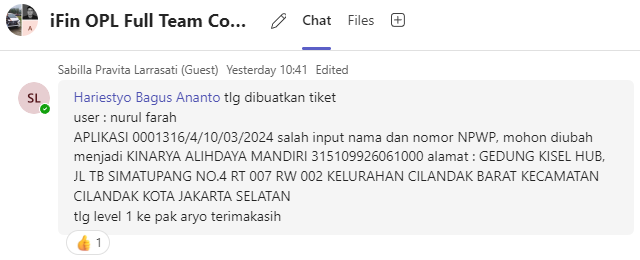 iFin OPL Full Team Co...
Chat
Files
Sabilla Pravita Larrasati (Guest) Yesterday 10:41 Edited
SL
Hariestyo Bagus Ananto tlg dibuatkan tiket
user : nurul farah
APLIKASI 0001316/4/10/03/2024 salah input nama dan nomor NPWP, mohon diubah
menjadi KINARYA ALIHDAYA MANDIRI 315109926061000 alamat : GEDUNG KISEL HUB,
JL TB SIMATUPANG NO.4 RT 007 RW 002 KELURAHAN CILANDAK BARAT KECAMATAN
CILANDAK KOTA JAKARTA SELATAN
tlg level 1 ke pak aryo terimakasih
1
A